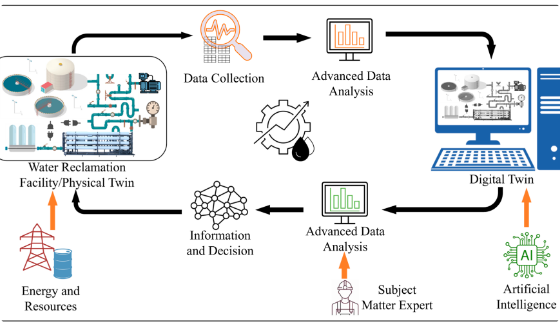 Data Collection
Advanced Data
Analysis
Water Reclamation
Facility/Physical Twin
Digital Twin
Information
and Decision
Advanced Data
Analysis
AI
Energy and
Resources
Subject
Matter Expert
Artificial
Intelligence